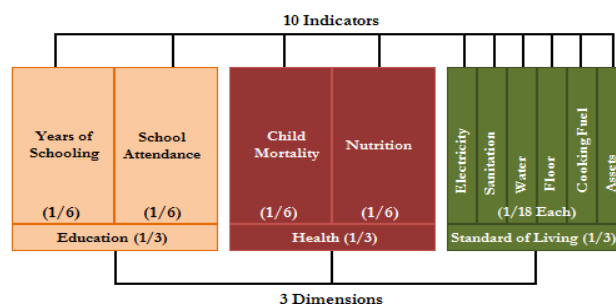 10 Indicators
Years of
Schooling
(1/6)
School
Attendance
(1/6)
Education (1/3)
Child
Mortality
(1/6)
Nutrition
(1/6)
Health (1/3)
Electricity
Sanitation
Water
Floor
Cooking Fuel
Assets
(1/18 Each)
Standard of Living (1/3)
3 Dimensions